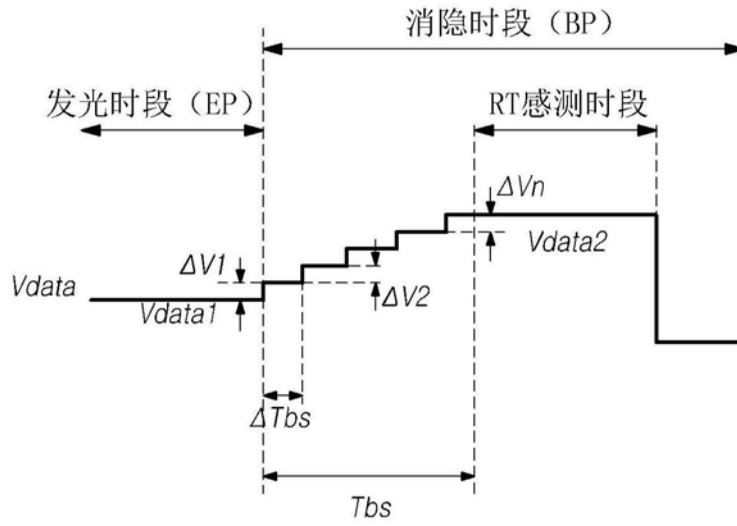 消隐时段（BP）
发光时段（EP）
RT感测时段
ΔVn
ΔV1
Vdata2
Vdata
Vdata1
ΔV2
ΔTbs
Tbs